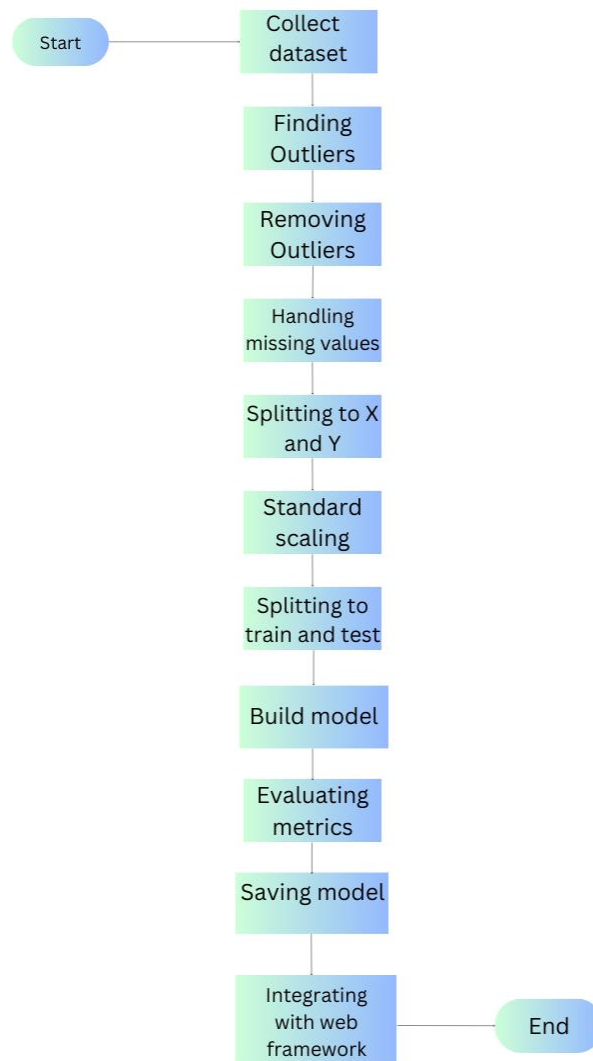 Start
Collect
dataset
Finding
Outliers
Removing
Outliers
Handling
missing values
Splitting to X
and Y
Standard
scaling
Splitting to
train and test
Build model
Evaluating
metrics
Saving model
Integrating
with web
framework
End